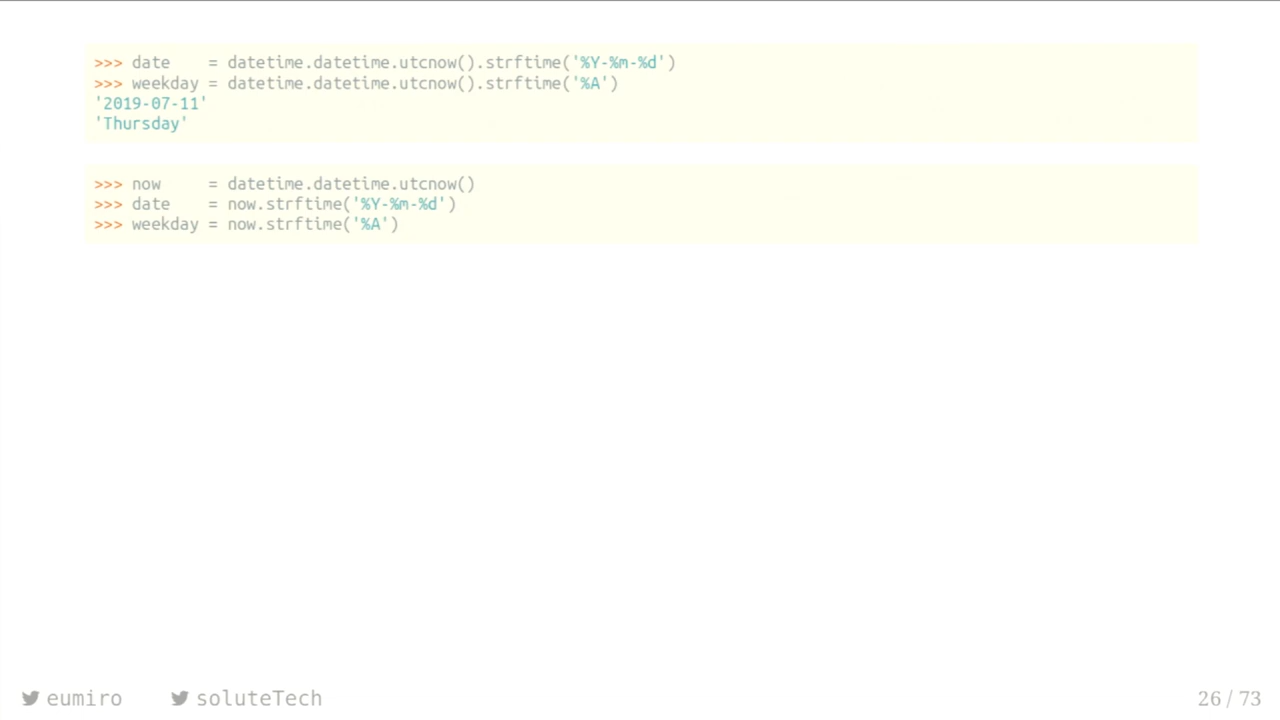 >>> date    = datetime.datetime.utcnow().strftime('%Y-%m-%d')
>>> weekday = datetime.datetime.utcnow().strftime('%A')
'2019-07-11'
'Thursday'
>>> now     = datetime.datetime.utcnow()
>>> date    = now.strftime('%Y-%m-%d')
>>> weekday = now.strftime('%A')
eumiro soluteTech 26 / 73